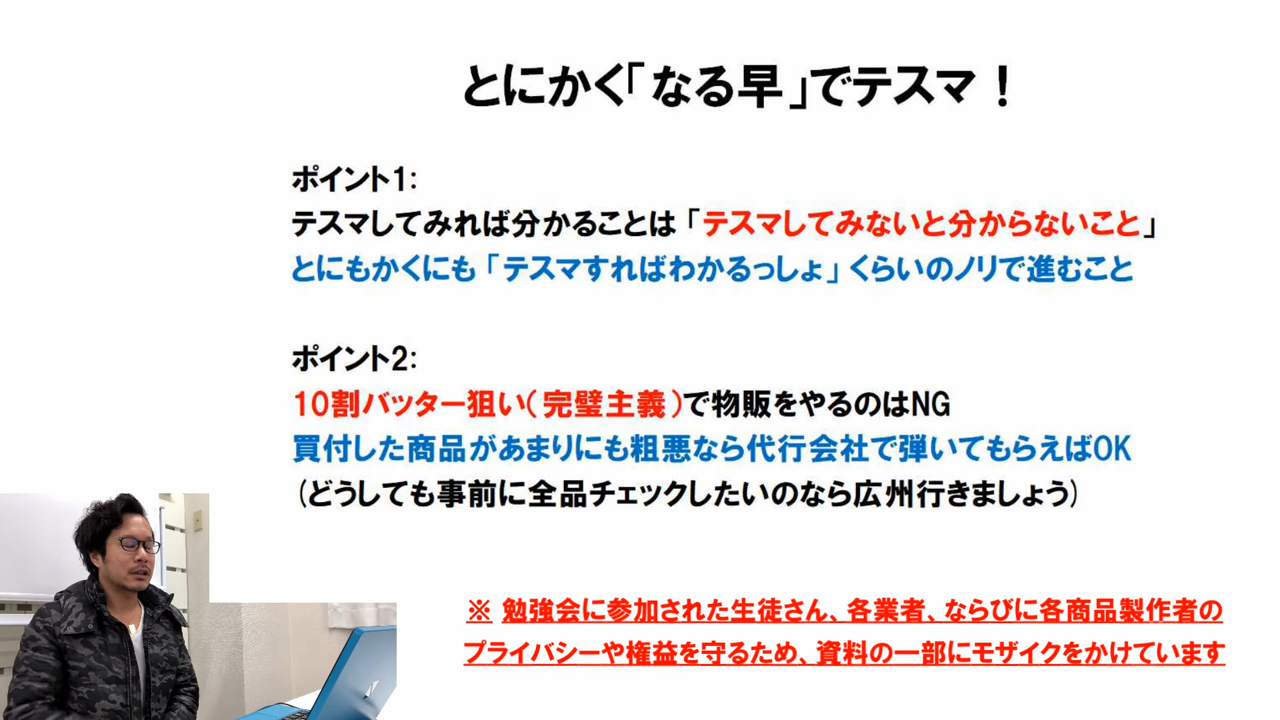 とにかく「なる早」でテスマ！
ポイント1:
テスマしてみれば分かることは「テスマしてみないと分からないこと」
とにもかくにも「テスマすればわかるっしょ」くらいのノリで進むこと
ポイント2:
10割バッター狙い(完璧主義)で物販をやるのはNG
買付した商品があまりにも粗悪なら代行会社で弾いてもらえばOK
(どうしても事前に全品チェックしたいのなら広州行きましょう)
※ 勉強会に参加された生徒さん、各業者、ならびに各商品製作者の
プライバシーや権益を守るため、資料の一部にモザイクをかけています